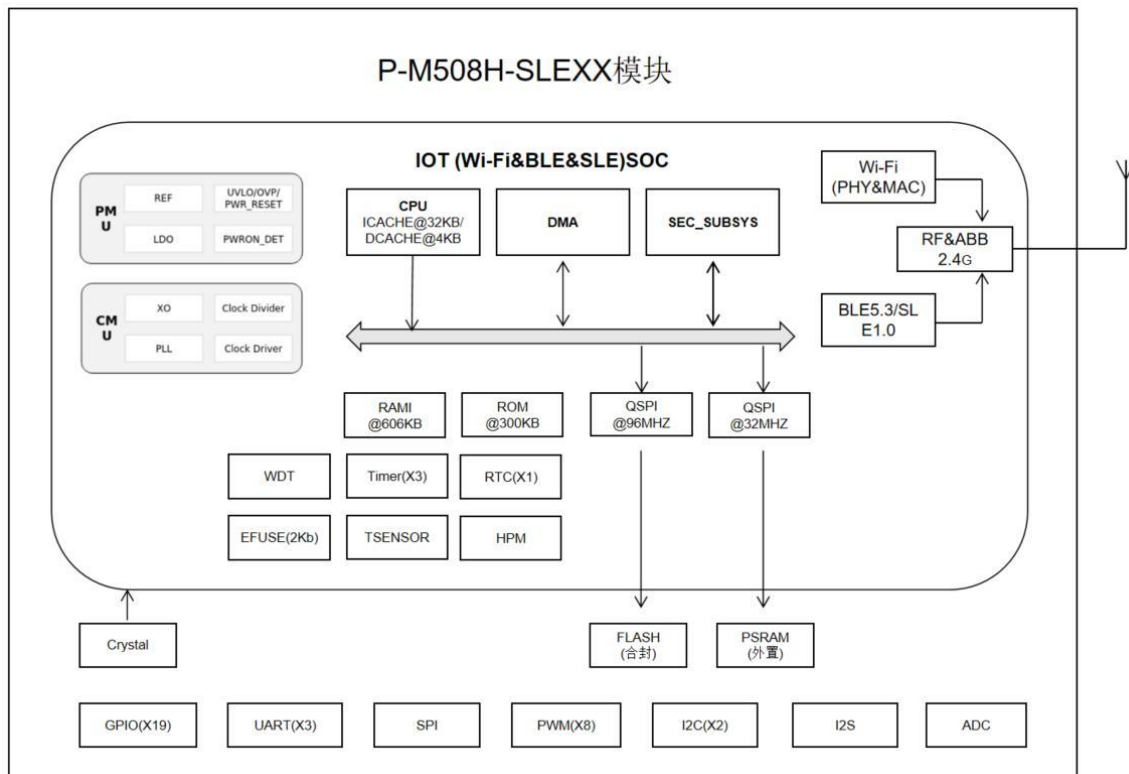 P-M508H-SLEXX模块
IOT (Wi-Fi&BLE&SLE)SOC
PM
U
REF
UVLO/OVP/
PWR_RESET
LDO
PWRON_DET
CM
U
XO
Clock Divider
PLL
Clock Driver
CPU
ICACHE@32KB/
DCACHE@4KB
DMA
SEC_SUBSYS
Wi-Fi
(PHY&MAC)
RF&ABB
2.4G
BLE5.3/SL
E1.0
RAMI
@606KB
ROM
@300KB
QSPI
@96MHZ
QSPI
@32MHZ
WDT
Timer(X3)
RTC(X1)
EFUSE(2Kb)
TSENSOR
HPM
Crystal
FLASH
(合封)
PSRAM
(外置)
GPIO(X19)
UART(X3)
SPI
PWM(X8)
I2C(X2)
I2S
ADC